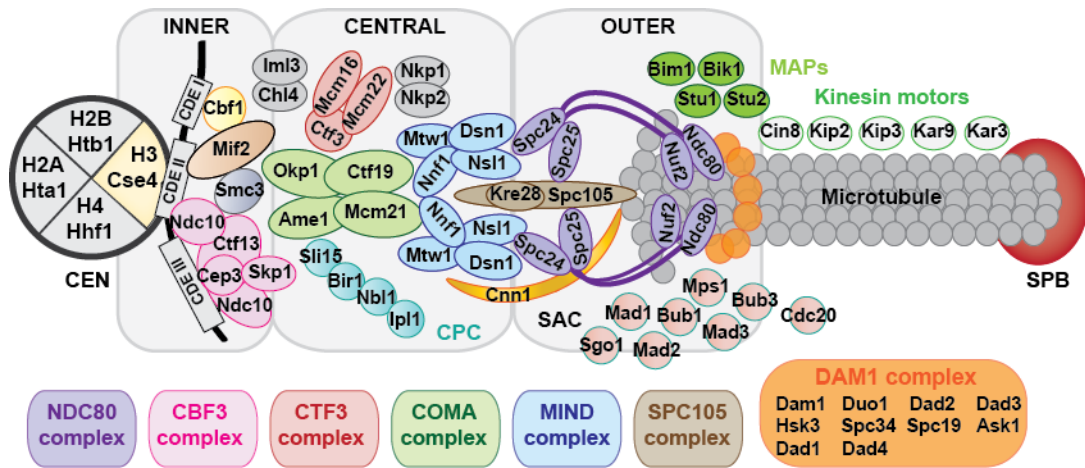 INNER
CENTRAL
OUTER
H2B
Htb1
H3
Cse4
H2A
Hta1
H4
Hhf1
CEN
CDE I
CDE II
CDE III
Cbf1
Mif2
Smc3
Ndc10
Ctf13
Cep3
Skp1
Ndc10
Iml3
Chl4
Mcm16
Mcm22
Ctf3
Nkp1
Nkp2
Okp1
Ctf19
Ame1
Mcm21
Sli15
Bir1
Nbl1
Ipl1
CPC
Mtw1
Dsn1
Nnf1
Nsl1
Nnf1
Nsl1
Mtw1
Dsn1
Kre28
Spc105
Cnn1
Spc24
Spc25
Spc25
Spc24
Nuf2
Ndc80
Nuf2
Ndc80
Bim1
Bik1
Stu1
Stu2
MAPs
Kinesin motors
Cin8
Kip2
Kip3
Kar9
Kar3
Microtubule
SPB
SAC
Mps1
Mad1
Bub1
Bub3
Mad3
Cdc20
Sgo1
Mad2
NDC80
complex
CBF3
complex
CTF3
complex
COMA
complex
MIND
complex
SPC105
complex
DAM1 complex
Dam1 Duo1 Dad2 Dad3
Hsk3 Spc34 Spc19 Ask1
Dad1 Dad4